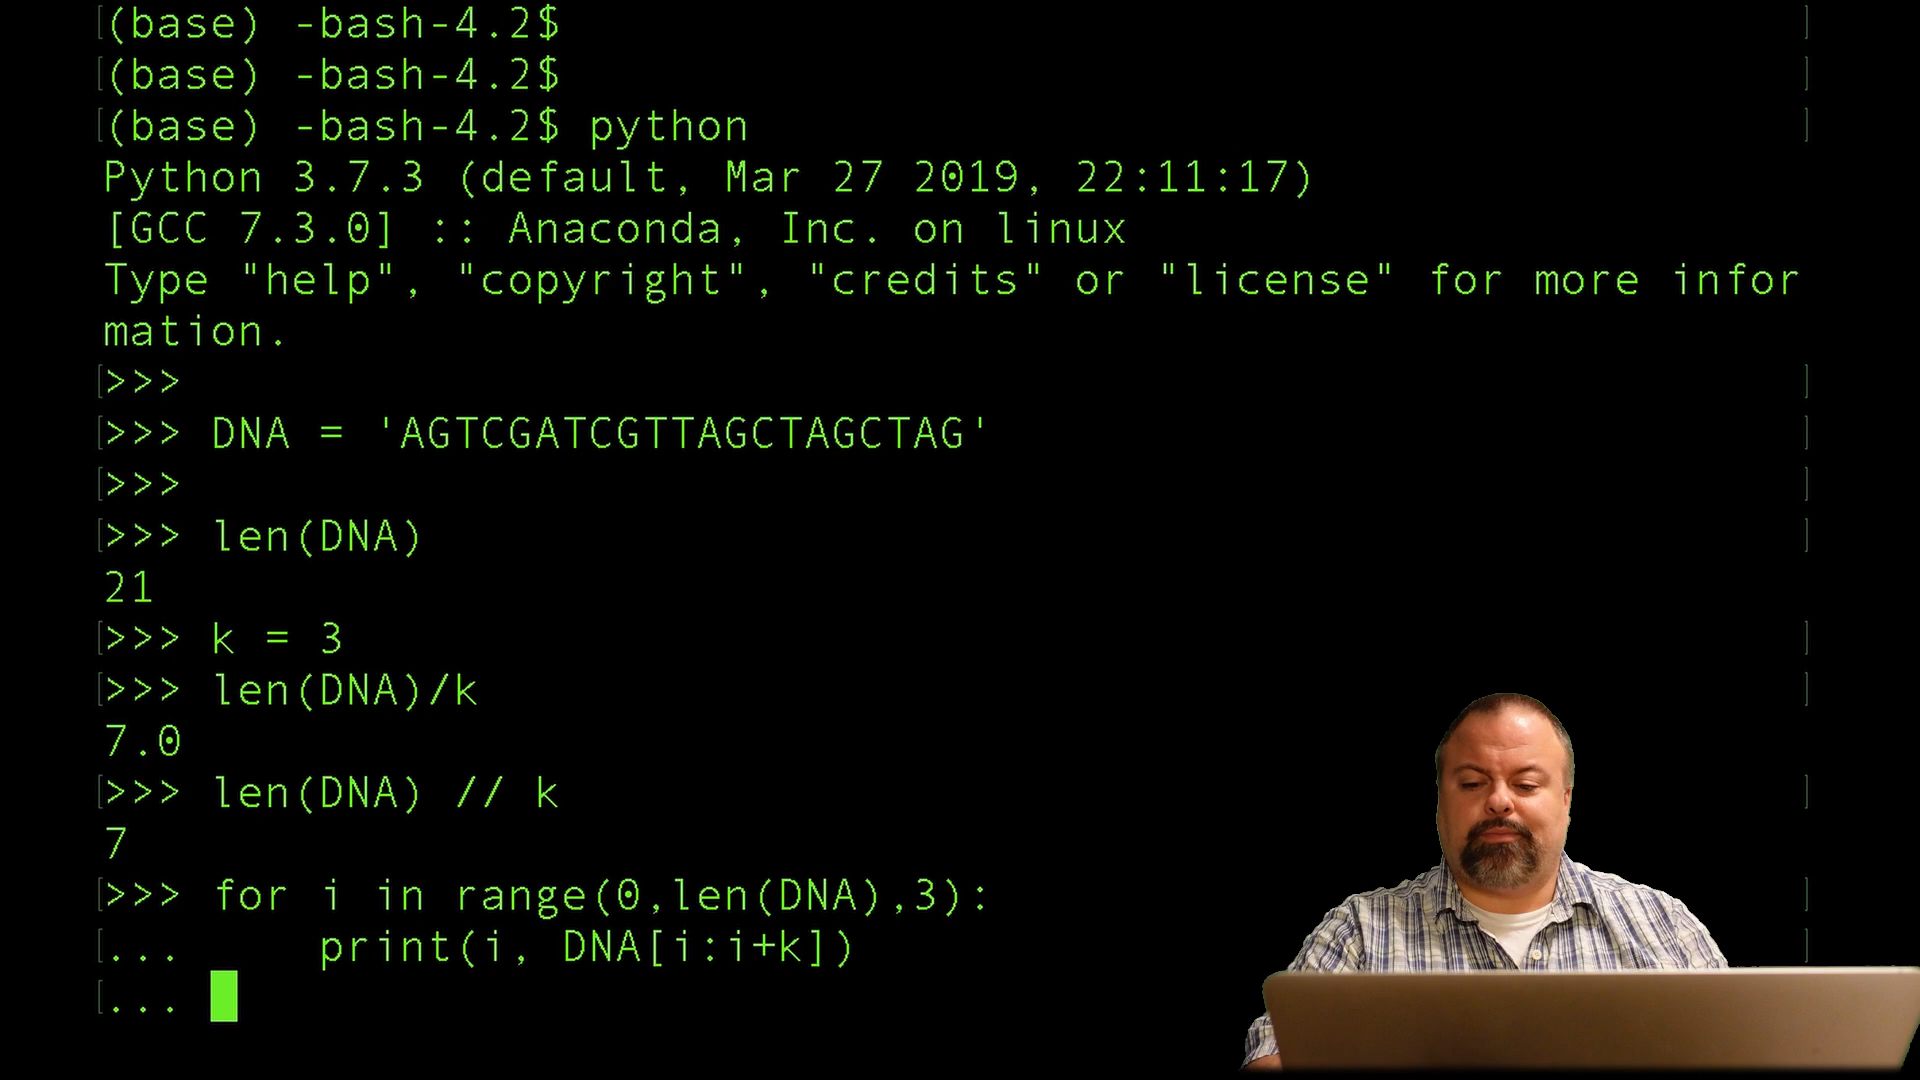 [(base) -bash-4.2$ ]
[(base) -bash-4.2$ ]
[(base) -bash-4.2$ python ]
Python 3.7.3 (default, Mar 27 2019, 22:11:17)
[GCC 7.3.0] :: Anaconda, Inc. on linux
Type "help", "copyright", "credits" or "license" for more infor
mation.
[>>> ]
[>>> DNA = 'AGTCGATCGTTAGCTAGCTAG' ]
[>>> ]
[>>> len(DNA) ]
21
[>>> k = 3 ]
[>>> len(DNA)/k ]
7.0
[>>> len(DNA) // k ]
7
[>>> for i in range(0,len(DNA),3): ]
[...     print(i, DNA[i:i+k]) ]
[...